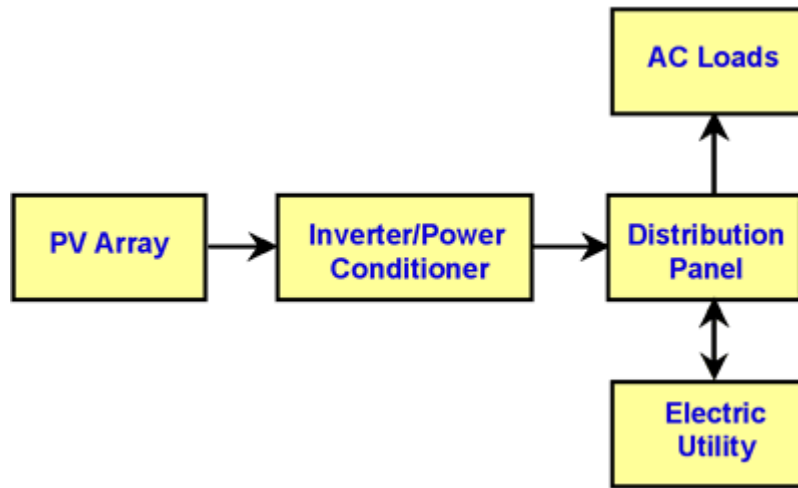 AC Loads
PV Array
Inverter/Power
Conditioner
Distribution
Panel
Electric
Utility